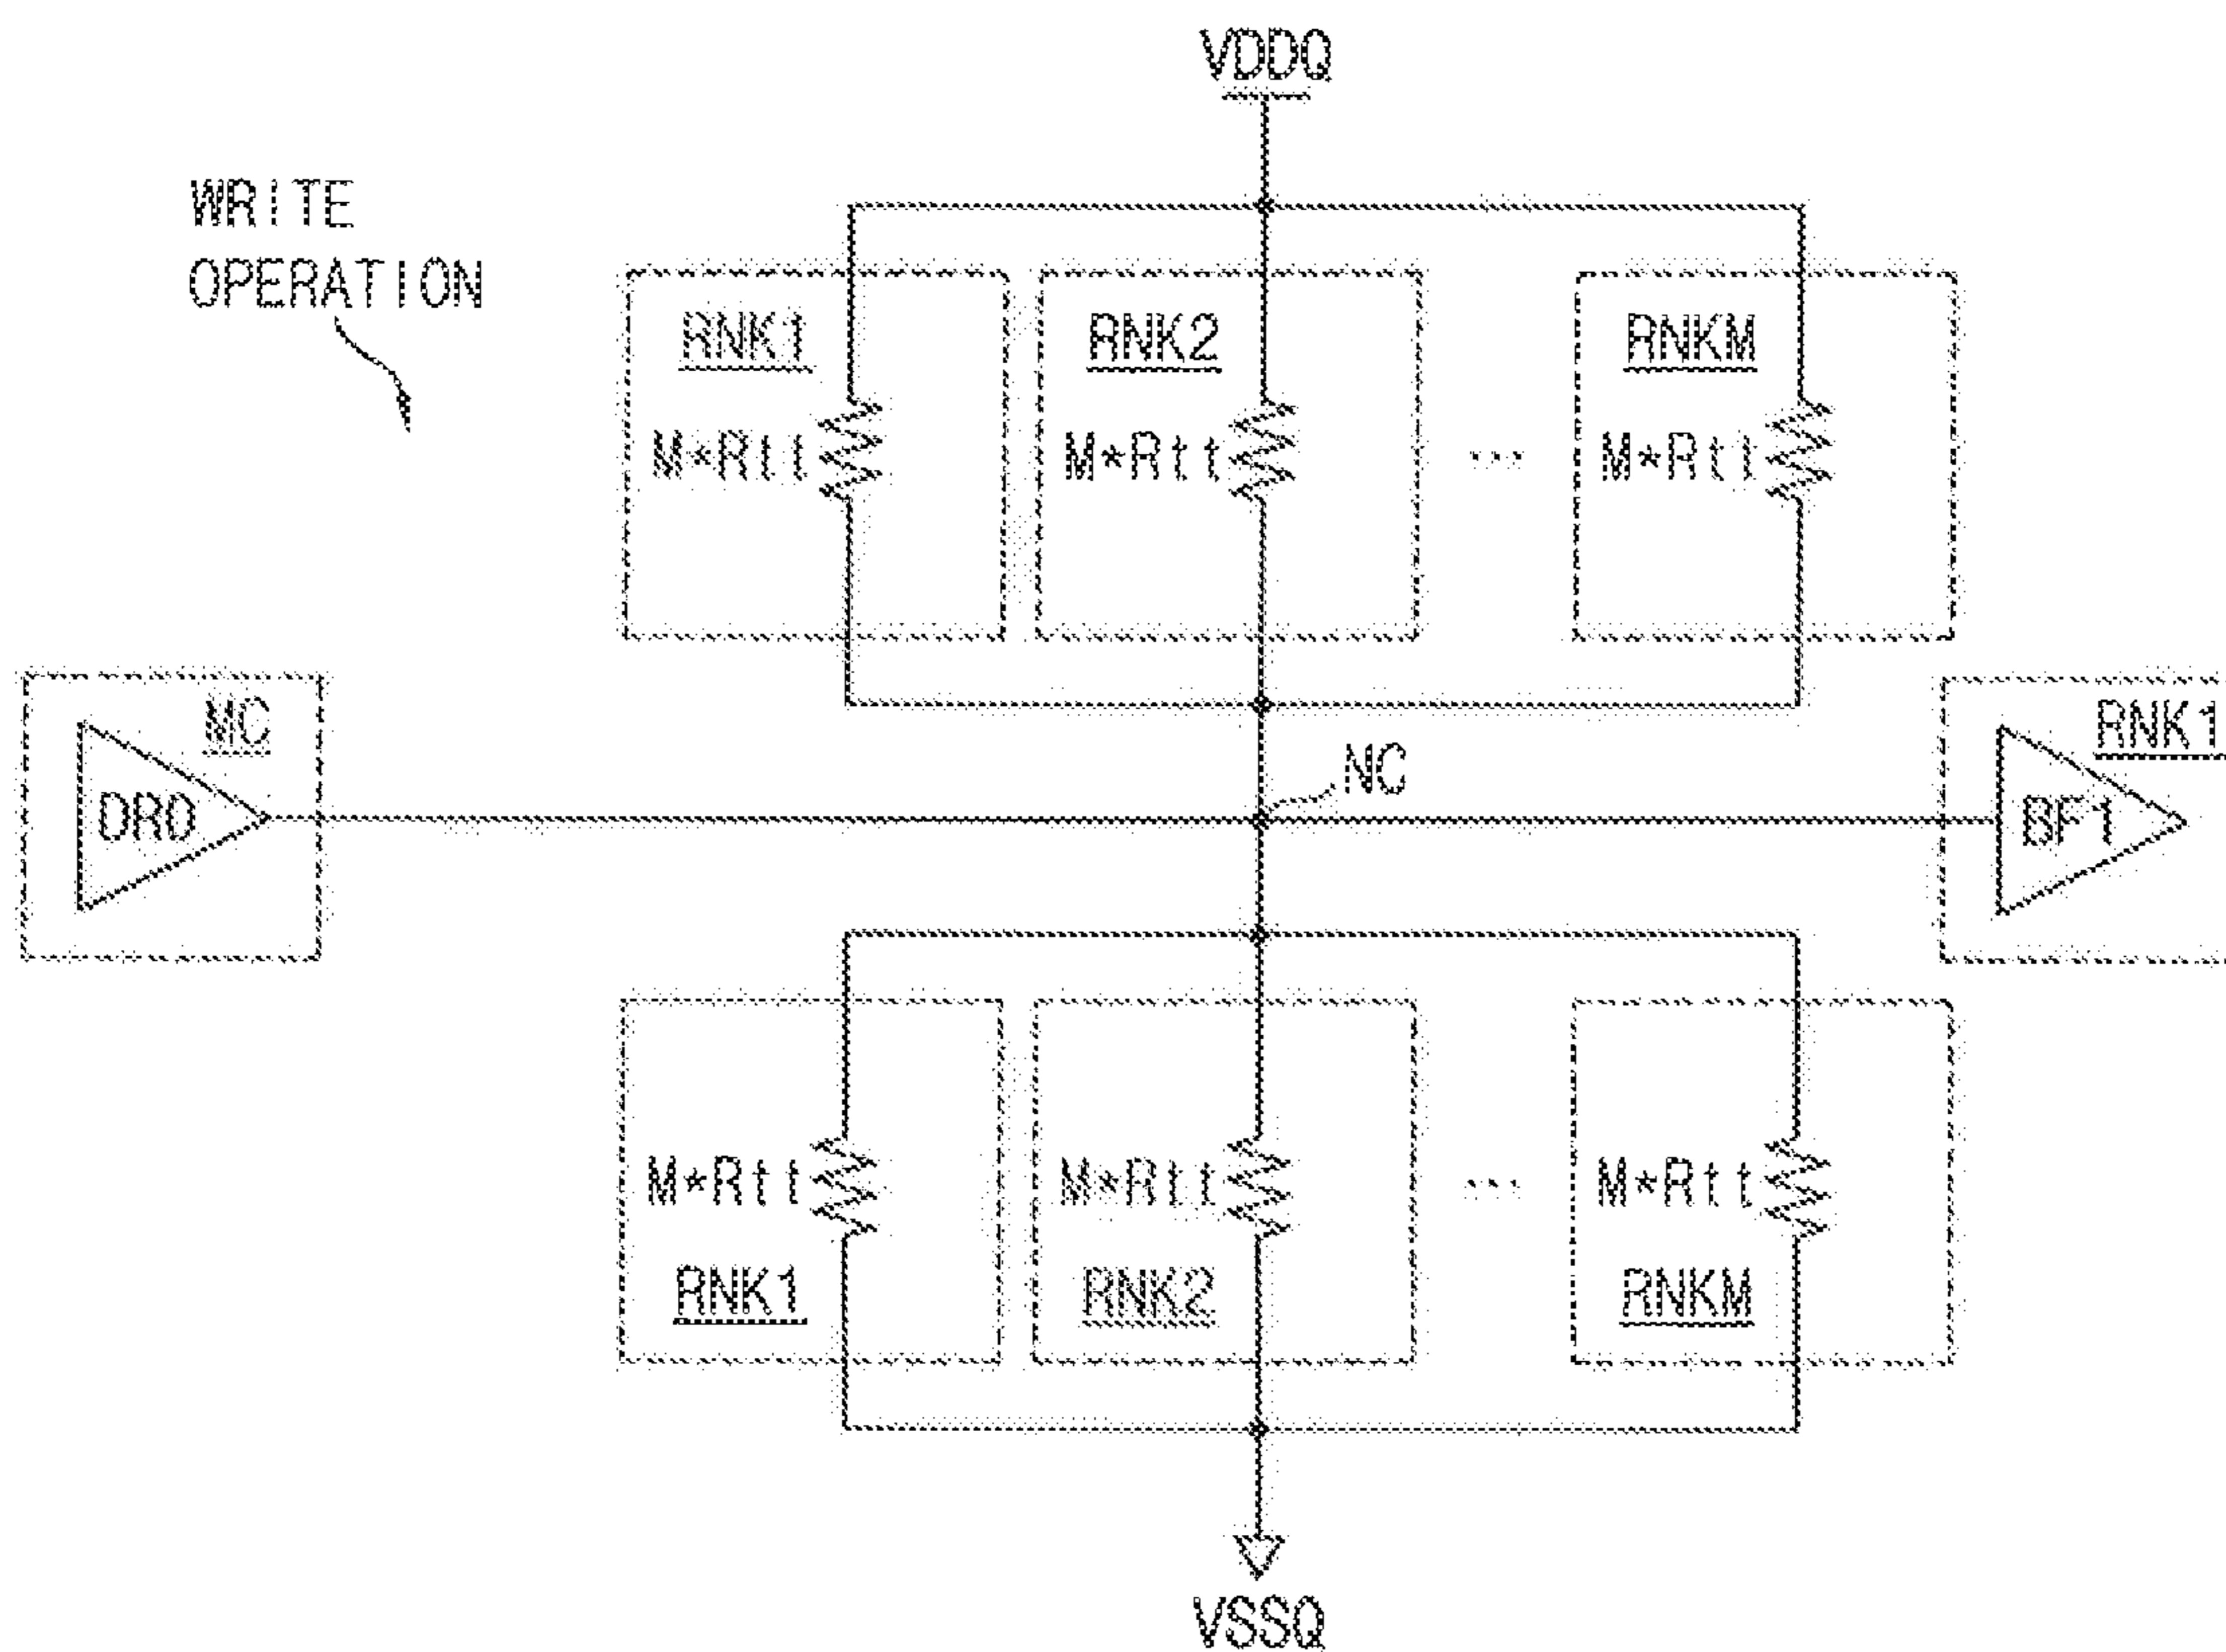 VDDQ
WRITE
OPERATION
RNK1
RNK2
RNKM
M*Rtt
M*Rtt
...
M*Rtt
MC
DR0
NC
RNK1
BF1
M*Rtt
M*Rtt
...
M*Rtt
RNK1
RNK2
RNKM
VSSQ